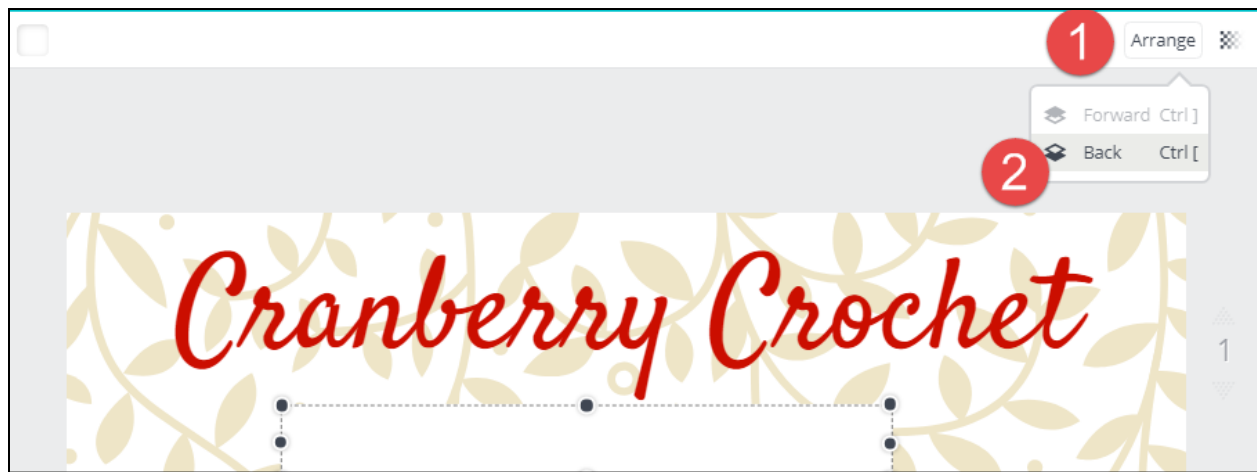 1 Arrange
Forward Ctrl ]
2 Back Ctrl [
Cranberry Crochet
1